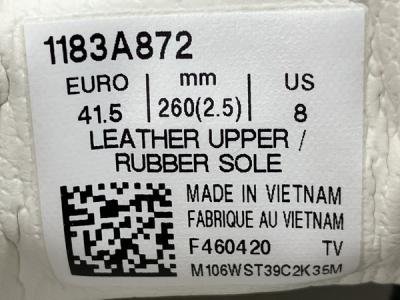 1183A872
EURO mm US
41.5 260(2.5) 8
LEATHER UPPER /
RUBBER SOLE
MADE IN VIETNAM
FABRIQUE AU VIETNAM
F460420 TV
M106WST39C2K35M